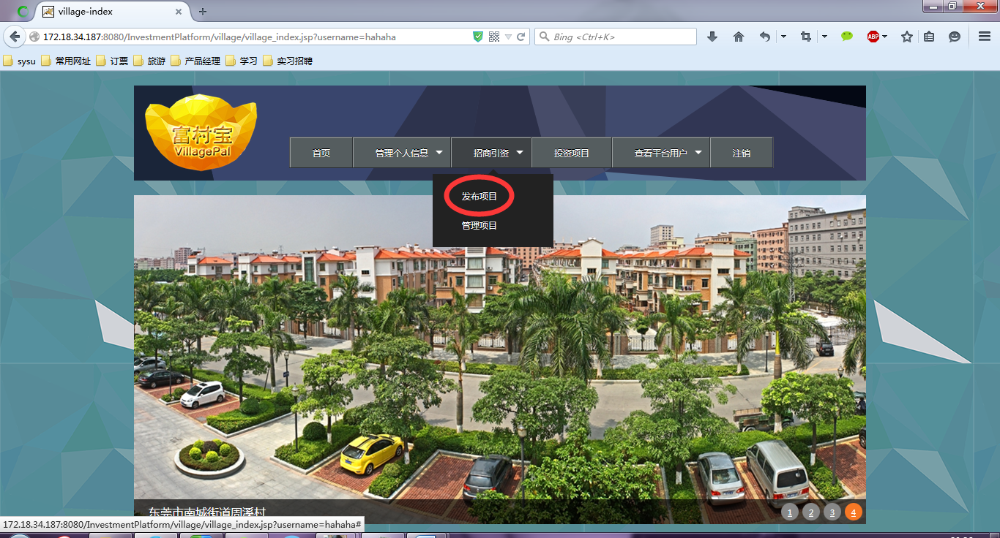 village-index
172.18.34.187:8080/InvestmentPlatform/village/village_index.jsp?username=hahaha
Bing <Ctrl+K>
ABP
sysu 常用网址 订票 旅游 产品经理 学习 实习招聘
富村宝
VillagePal
首页 管理个人信息 招商引资 投资项目 查看平台用户 注销
发布项目
管理项目
东莞市南城街道周溪村
1 2 3 4
172.18.34.187:8080/InvestmentPlatform/village/village_index.jsp?username=hahaha#